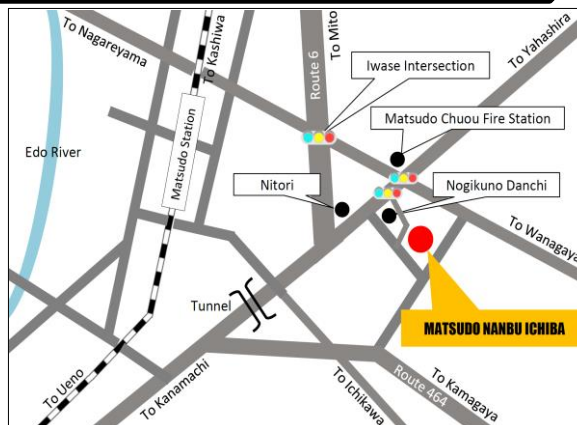 To Nagareyama
To Kashiwa
Route 6
To Mito
To Yahashira
Iwase Intersection
Matsudo Chuou Fire Station
Edo River
Matsudo Station
Nitori
Nogikuno Danchi
To Wanagaya
Tunnel
MATSUDO NANBU ICHIBA
To Ueno
To Kanamachi
To Ichikawa
Route 464
To Kamagaya